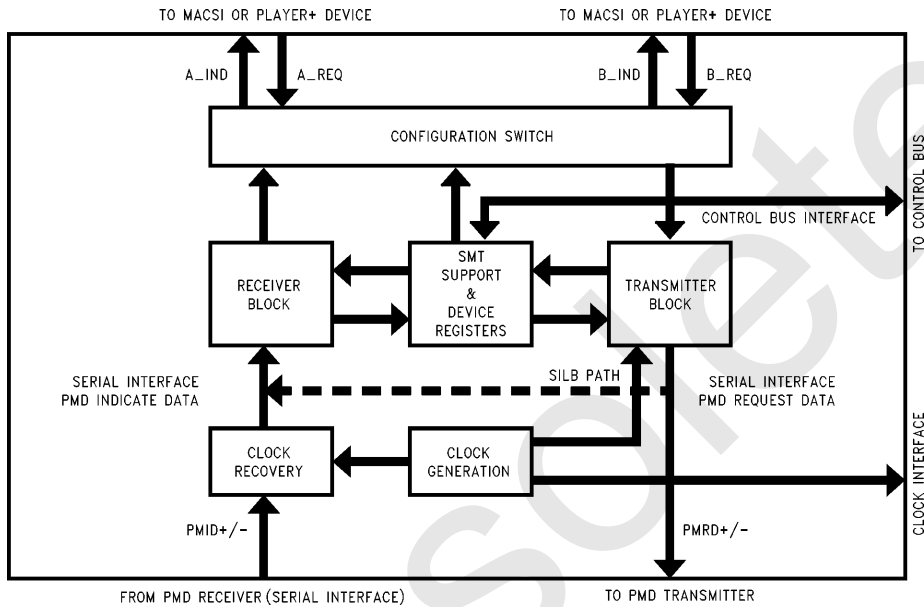 TO MACSI OR PLAYER+ DEVICE
TO MACSI OR PLAYER+ DEVICE
A_IND
A_REQ
B_IND
B_REQ
CONFIGURATION SWITCH
TO CONTROL BUS
CONTROL BUS INTERFACE
RECEIVER
BLOCK
SMT
SUPPORT
&
DEVICE
REGISTERS
TRANSMITTER
BLOCK
SERIAL INTERFACE
PMD INDICATE DATA
SILB PATH
SERIAL INTERFACE
PMD REQUEST DATA
CLOCK
RECOVERY
CLOCK
GENERATION
CLOCK INTERFACE
PMID+/-
PMRD+/-
FROM PMD RECEIVER (SERIAL INTERFACE)
TO PMD TRANSMITTER
solete